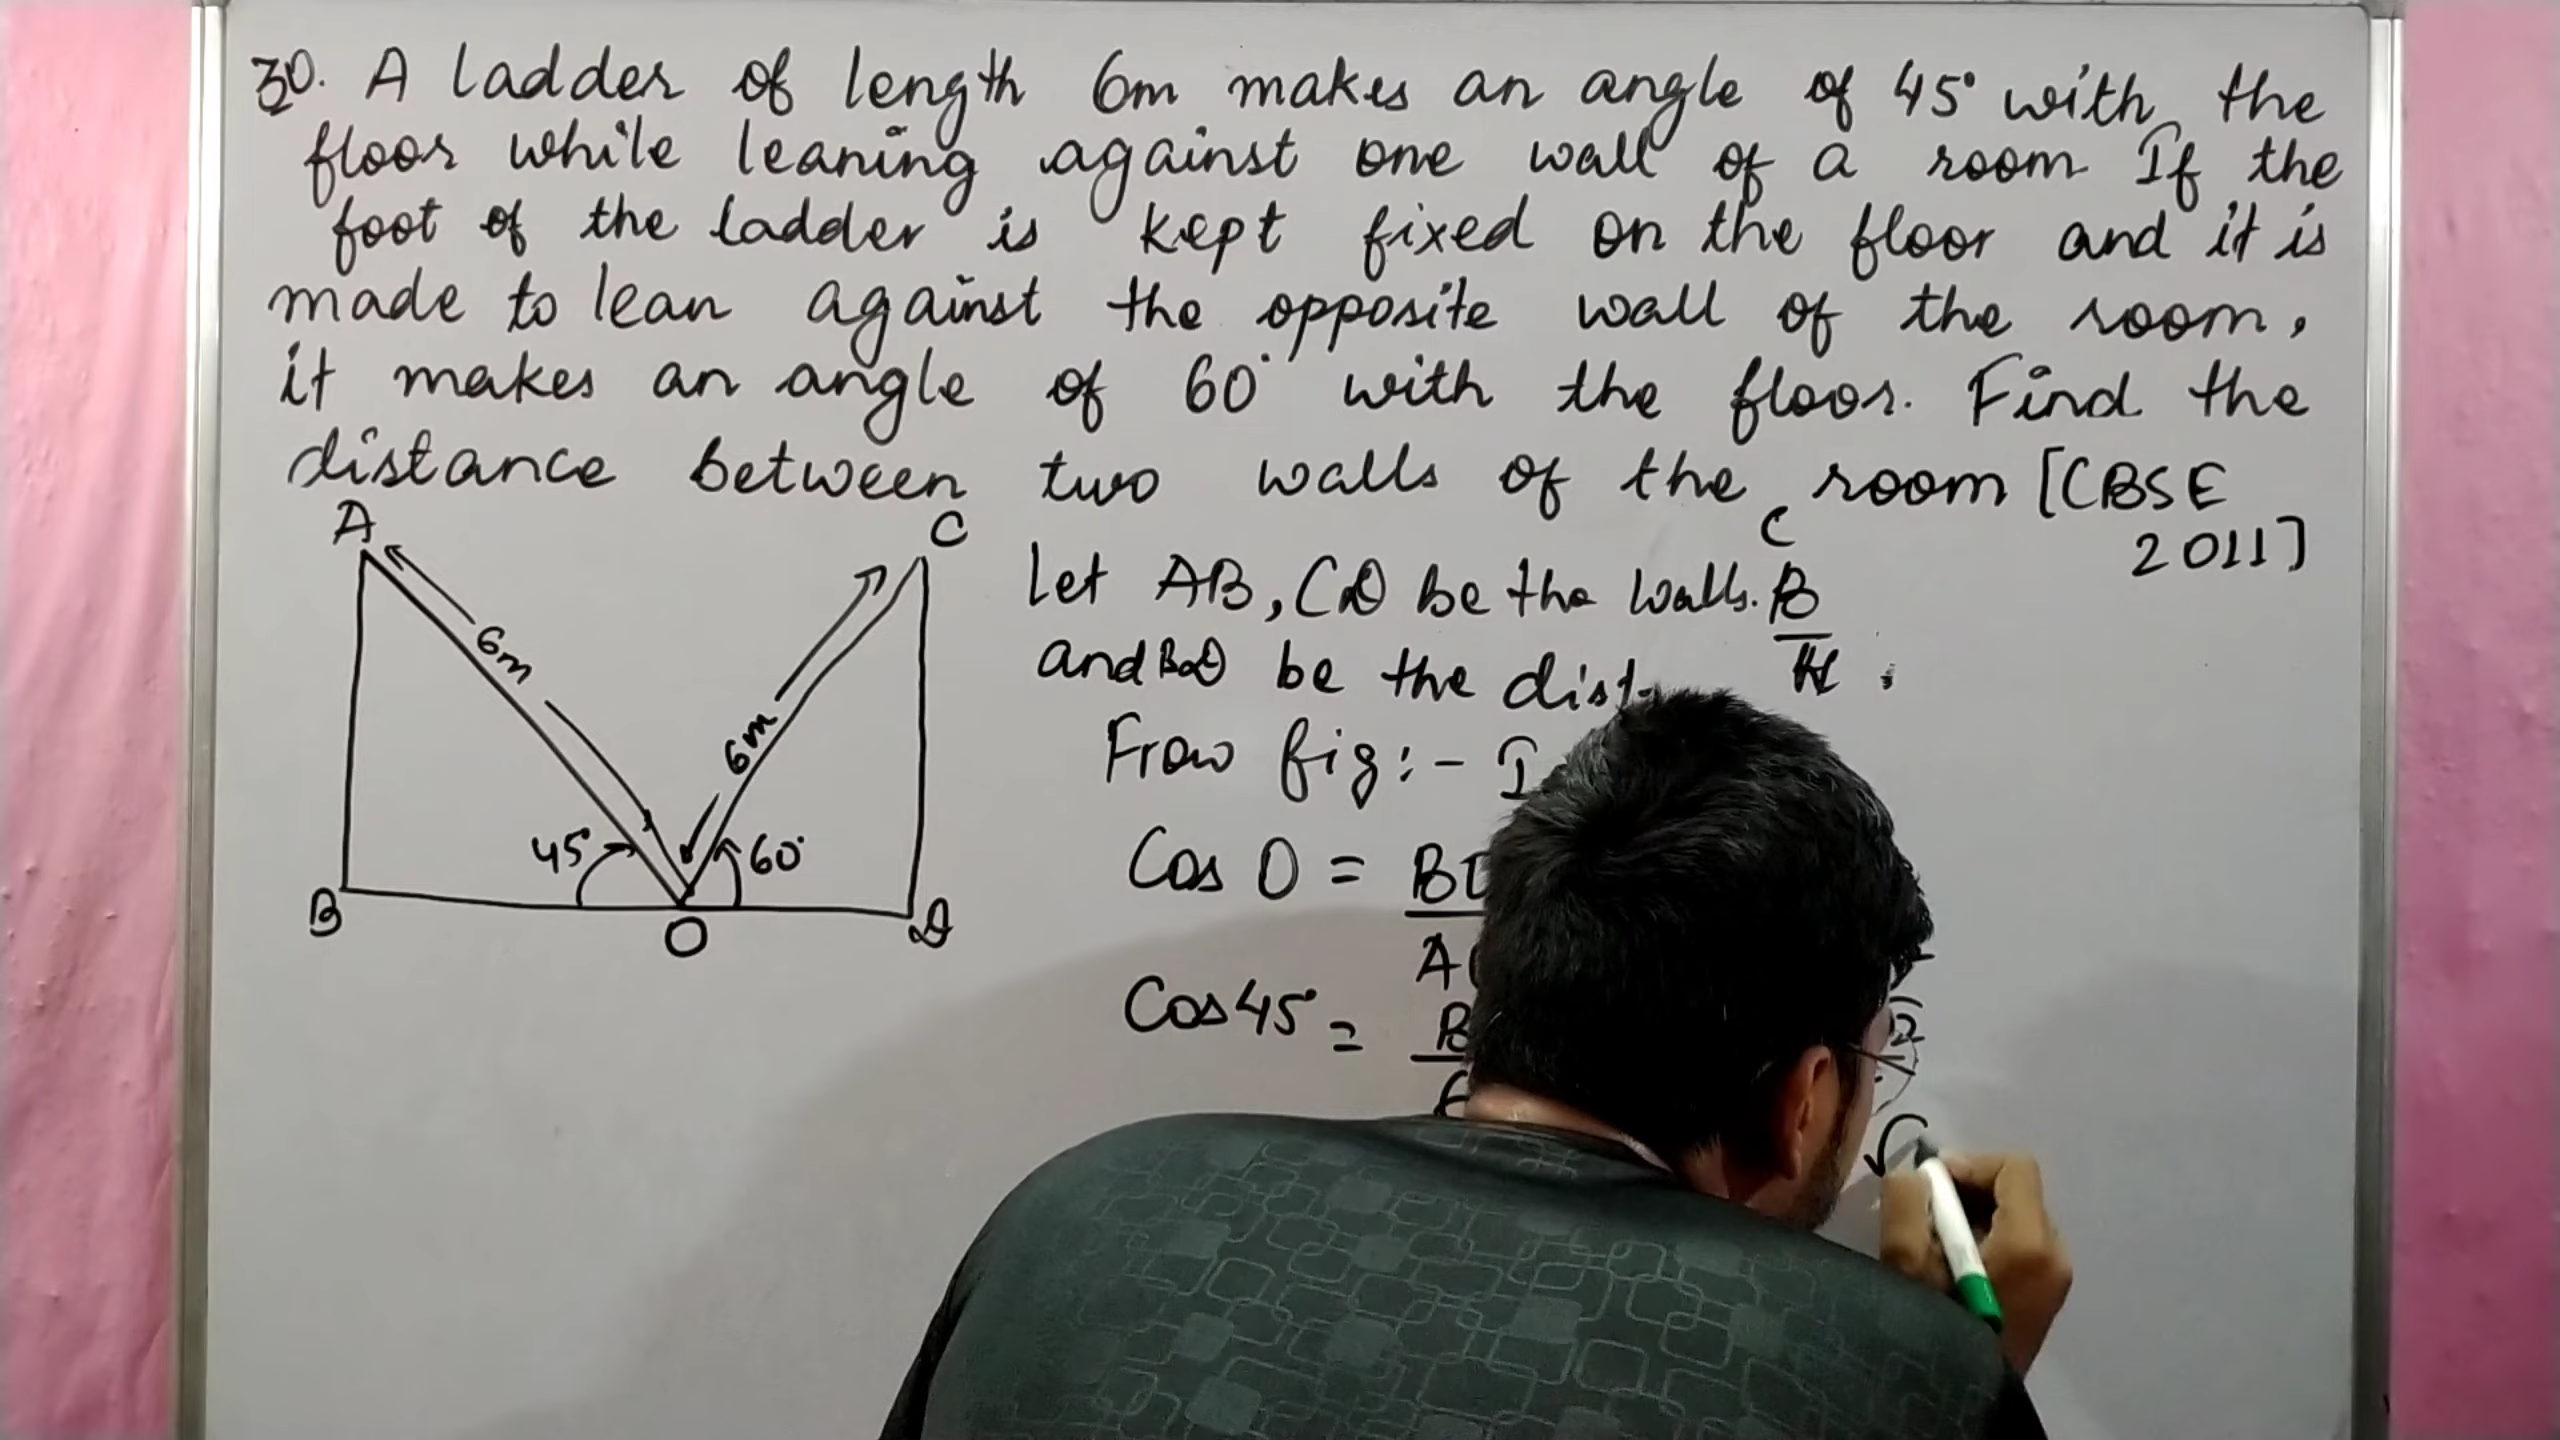 30. A ladder of length 6m makes an angle of 45° with the
floor while leaning against one wall of a room If the
foot of the ladder is kept fixed on the floor and it is
made to lean against the opposite wall of the room,
it makes an angle of 60° with the floor. Find the
distance between two walls of the room [CBSE
2011]
A
C
6m
6m
45°
60°
B
O
D
C
Let AB, CD be the walls. B
H
and BD be the dist
From fig:-
Cos O =
Cos 45° =